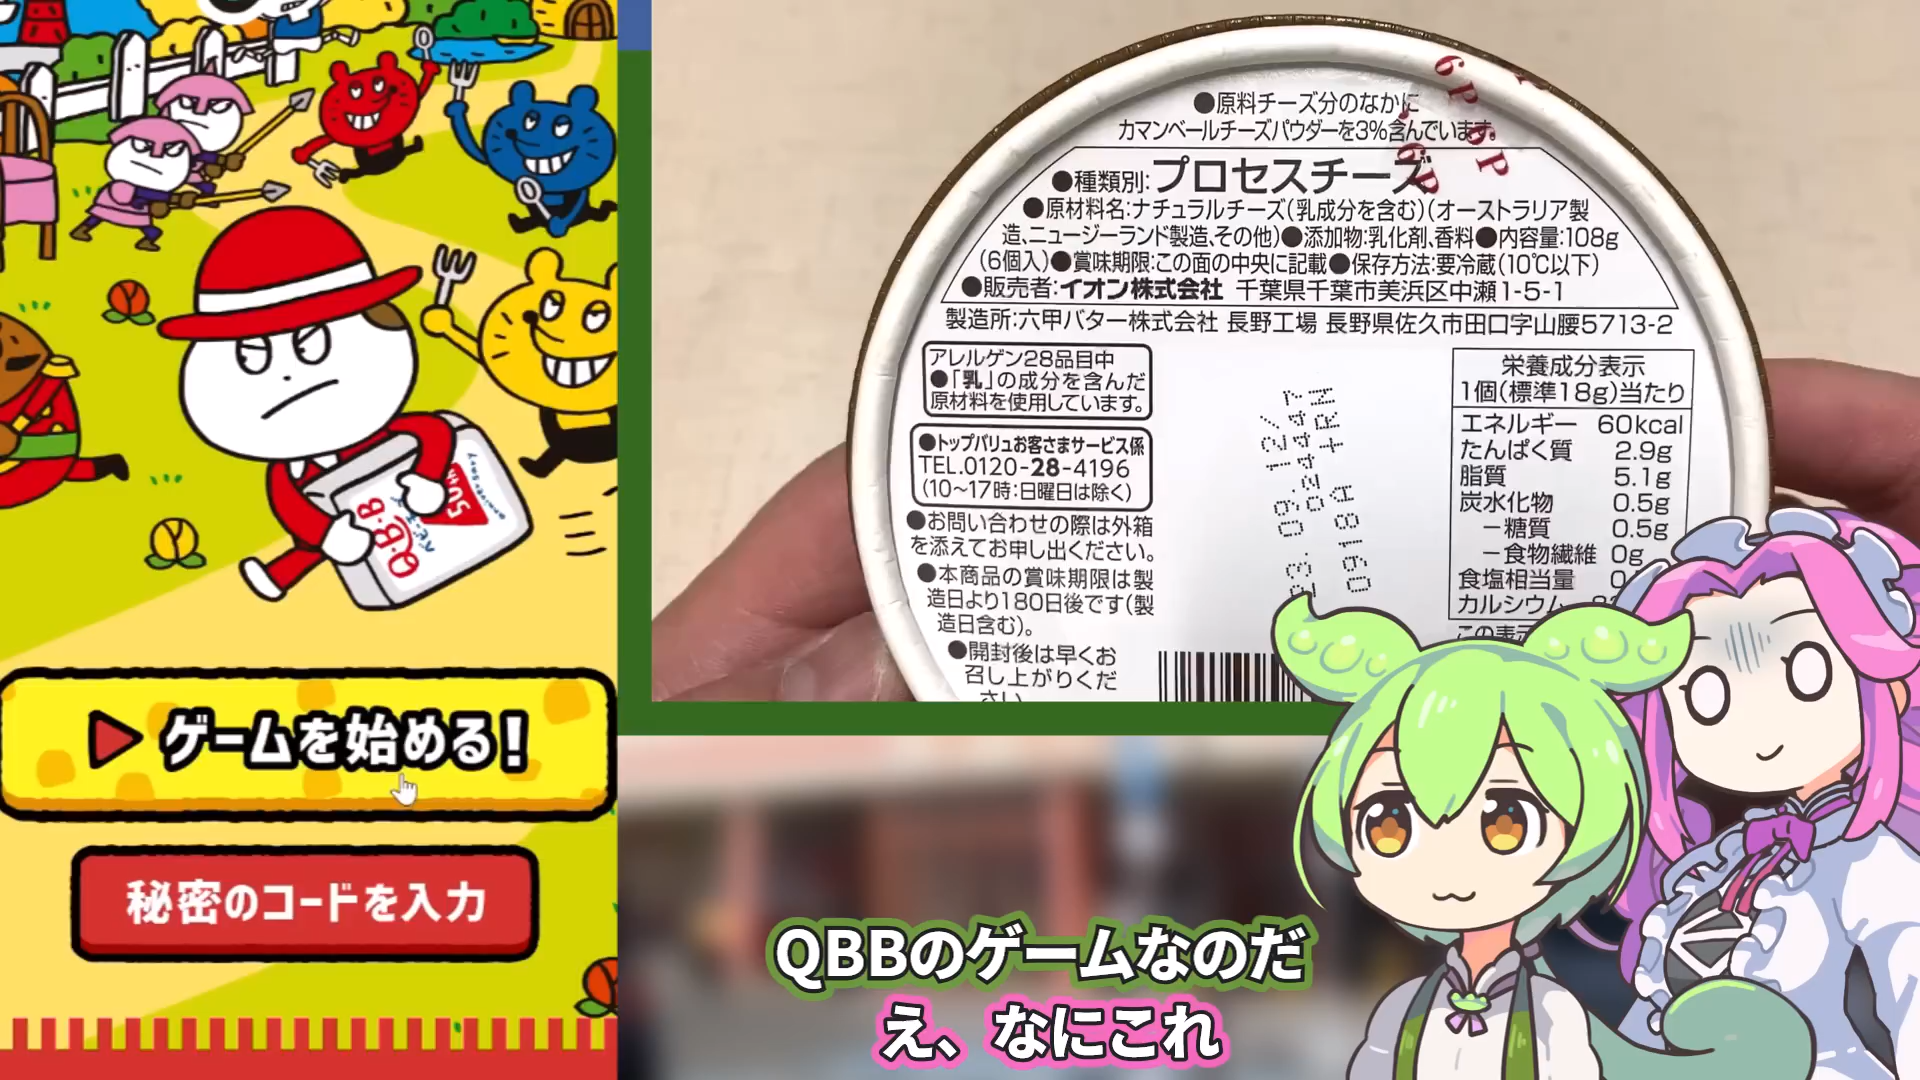 ●原料チーズ分のなかに
カマンベールチーズパウダーを3%含んでいます。
6P
6P
6P
●種類別:プロセスチーズ
●原材料名:ナチュラルチーズ(乳成分を含む)(オーストラリア製
造、ニュージーランド製造、その他)●添加物:乳化剤、香料●内容量:108g
(6個入)●賞味期限:この面の中央に記載●保存方法:要冷蔵(10℃以下)
●販売者:イオン株式会社 千葉県千葉市美浜区中瀬1-5-1
製造所:六甲バター株式会社 長野工場 長野県佐久市田口字山腰5713-2
アレルゲン28品目中
●「乳」の成分を含んだ
原材料を使用しています。
●トップバリュお客さまサービス係
TEL.0120-28-4196
(10〜17時:日曜日は除く)
●お問い合わせの際は外箱
を添えてお申し出ください。
●本商品の賞味期限は製
造日より180日後です(製
造日含む)。
●開封後は早くお
召し上がりくだ
さい
栄養成分表示
1個(標準18g)当たり
エネルギー 60kcal
たんぱく質 2.9g
脂質 5.1g
炭水化物 0.5g
－糖質 0.5g
－食物繊維 0g
食塩相当量 0
カルシウム
この表示
Q・B・B
ベビーチーズ
50th
anniversary
▶ゲームを始める!
秘密のコードを入力
QBBのゲームなのだ
え、なにこれ